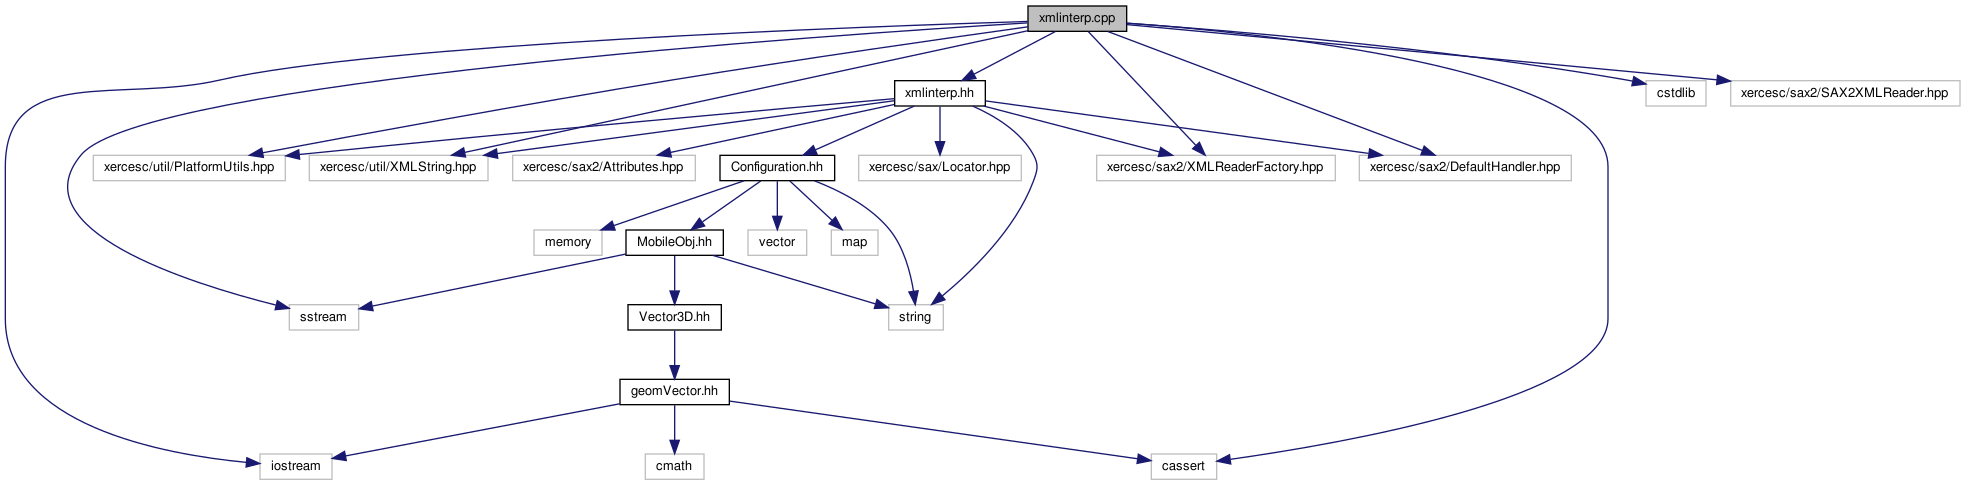 xmlinterp.cpp
xmlinterp.hh
cstdlib
xercesc/sax2/SAX2XMLReader.hpp
xercesc/util/PlatformUtils.hpp
xercesc/util/XMLString.hpp
xercesc/sax2/Attributes.hpp
Configuration.hh
xercesc/sax/Locator.hpp
xercesc/sax2/XMLReaderFactory.hpp
xercesc/sax2/DefaultHandler.hpp
memory
MobileObj.hh
vector
map
sstream
Vector3D.hh
string
geomVector.hh
iostream
cmath
cassert